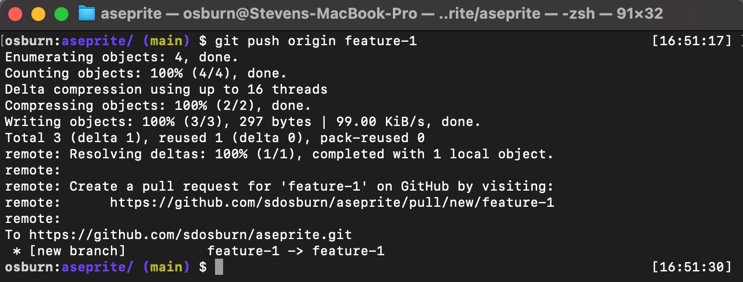 aseprite — osburn@Stevens-MacBook-Pro — ..rite/aseprite — -zsh — 91×32
[osburn:aseprite/ (main) $ git push origin feature-1 [16:51:17] ]
Enumerating objects: 4, done.
Counting objects: 100% (4/4), done.
Delta compression using up to 16 threads
Compressing objects: 100% (2/2), done.
Writing objects: 100% (3/3), 297 bytes | 99.00 KiB/s, done.
Total 3 (delta 1), reused 1 (delta 0), pack-reused 0
remote: Resolving deltas: 100% (1/1), completed with 1 local object.
remote:
remote: Create a pull request for 'feature-1' on GitHub by visiting:
remote:      https://github.com/sdosburn/aseprite/pull/new/feature-1
remote:
To https://github.com/sdosburn/aseprite.git
 * [new branch]          feature-1 -> feature-1
osburn:aseprite/ (main) $ [16:51:30]